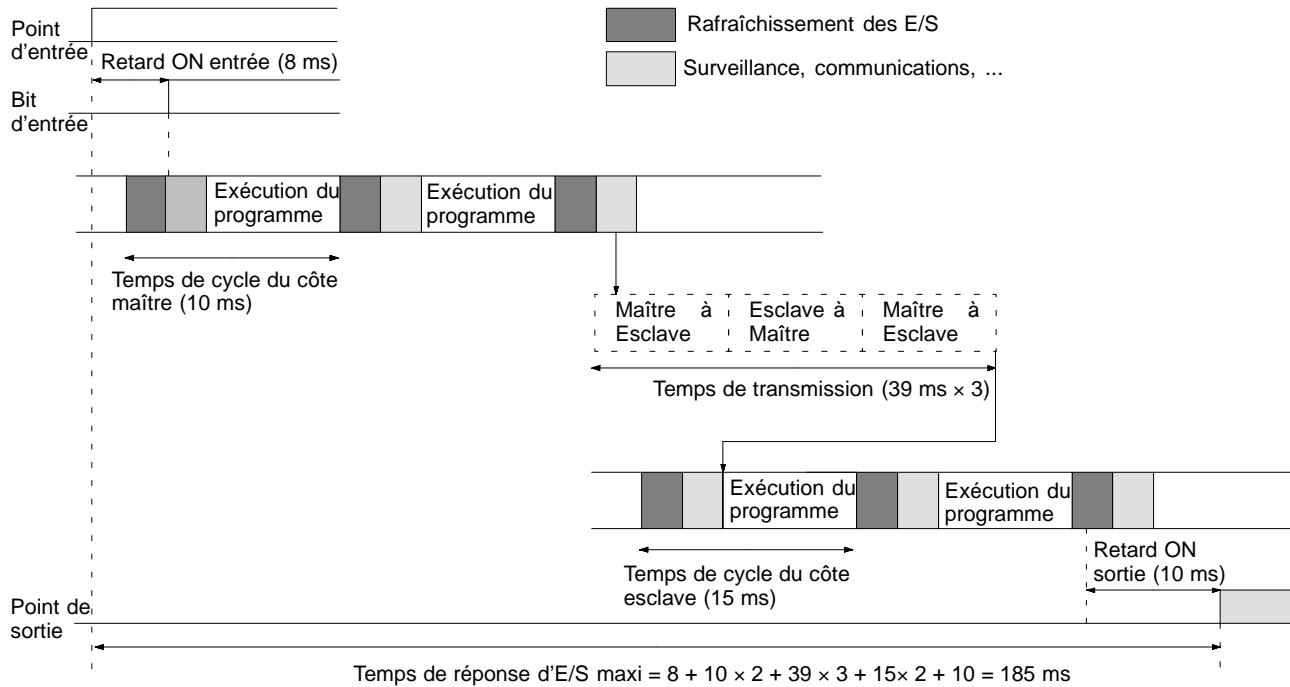 Point
d'entrée
Rafraîchissement des E/S
Retard ON entrée (8 ms)
Surveillance, communications, ...
Bit
d'entrée
Exécution du
programme
Exécution du
programme
Temps de cycle du côte
maître (10 ms)
Maître à
Esclave
Esclave à
Maître
Maître à
Esclave
Temps de transmission (39 ms × 3)
Exécution du
programme
Exécution du
programme
Temps de cycle du côte
esclave (15 ms)
Retard ON
sortie (10 ms)
Point de
sortie
Temps de réponse d'E/S maxi = 8 + 10 × 2 + 39 × 3 + 15× 2 + 10 = 185 ms